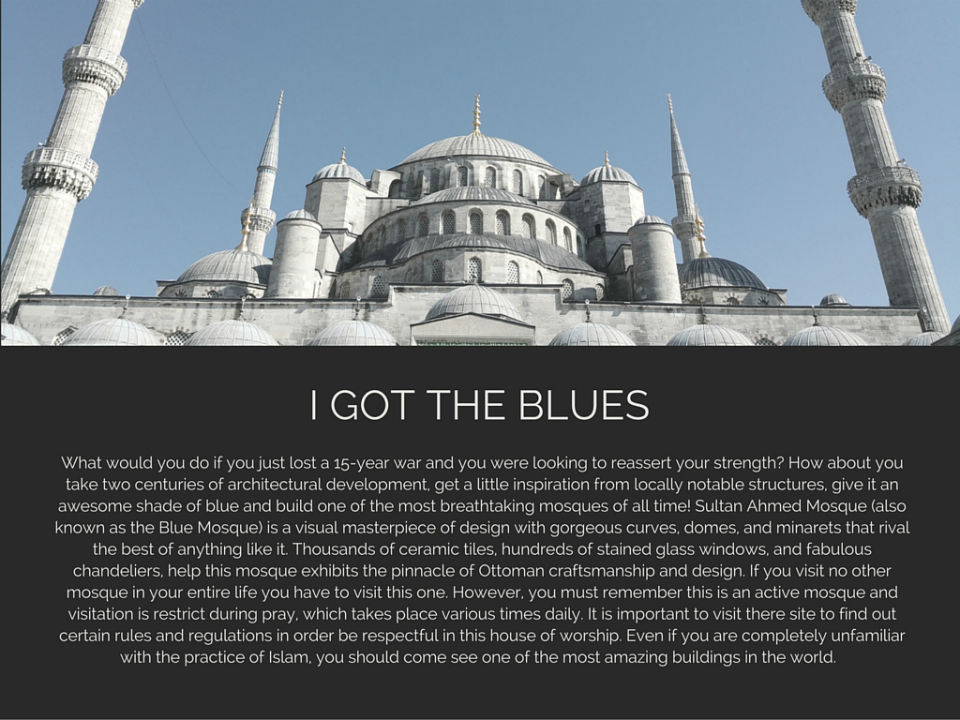 I GOT THE BLUES
What would you do if you just lost a 15-year war and you were looking to reassert your strength? How about you
take two centuries of architectural development, get a little inspiration from locally notable structures, give it an
awesome shade of blue and build one of the most breathtaking mosques of all time! Sultan Ahmed Mosque (also
known as the Blue Mosque) is a visual masterpiece of design with gorgeous curves, domes, and minarets that rival
the best of anything like it. Thousands of ceramic tiles, hundreds of stained glass windows, and fabulous
chandeliers, help this mosque exhibits the pinnacle of Ottoman craftsmanship and design. If you visit no other
mosque in your entire life you have to visit this one. However, you must remember this is an active mosque and
visitation is restrict during pray, which takes place various times daily. It is important to visit there site to find out
certain rules and regulations in order be respectful in this house of worship. Even if you are completely unfamiliar
with the practice of Islam, you should come see one of the most amazing buildings in the world.